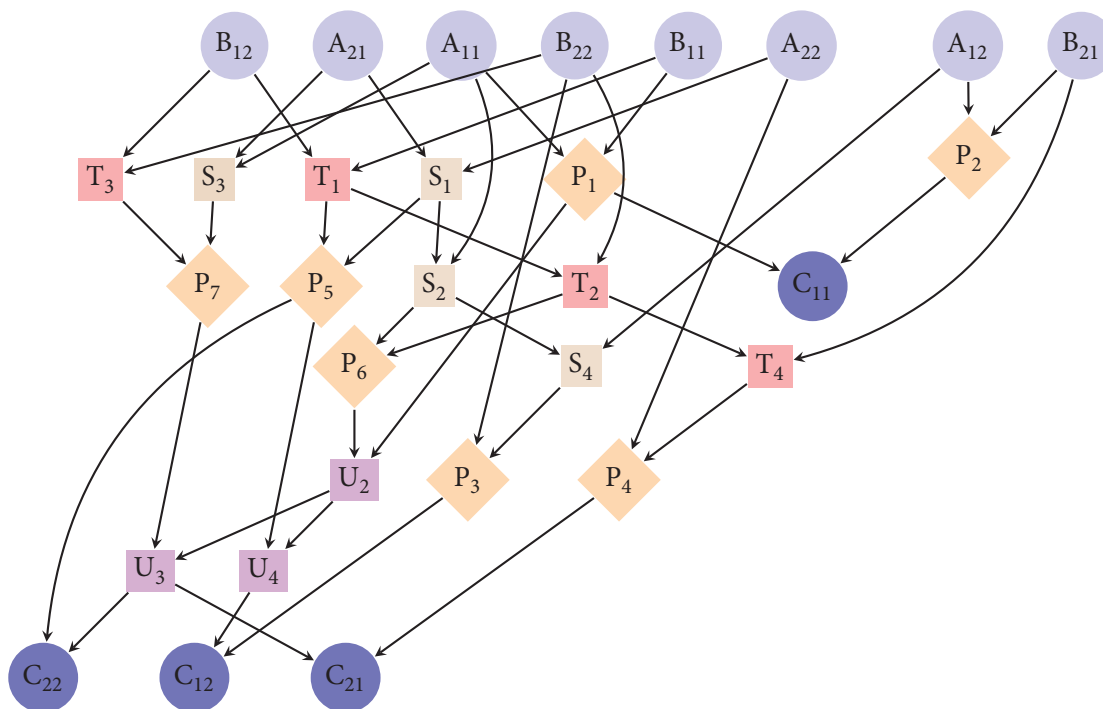 B₁₂ A₂₁ A₁₁ B₂₂ B₁₁ A₂₂ A₁₂ B₂₁
T₃ S₃ T₁ S₁ P₁ P₂
P₇ P₅ S₂ T₂ C₁₁
P₆ S₄ T₄
U₂ P₃ P₄
U₃ U₄
C₂₂ C₁₂ C₂₁